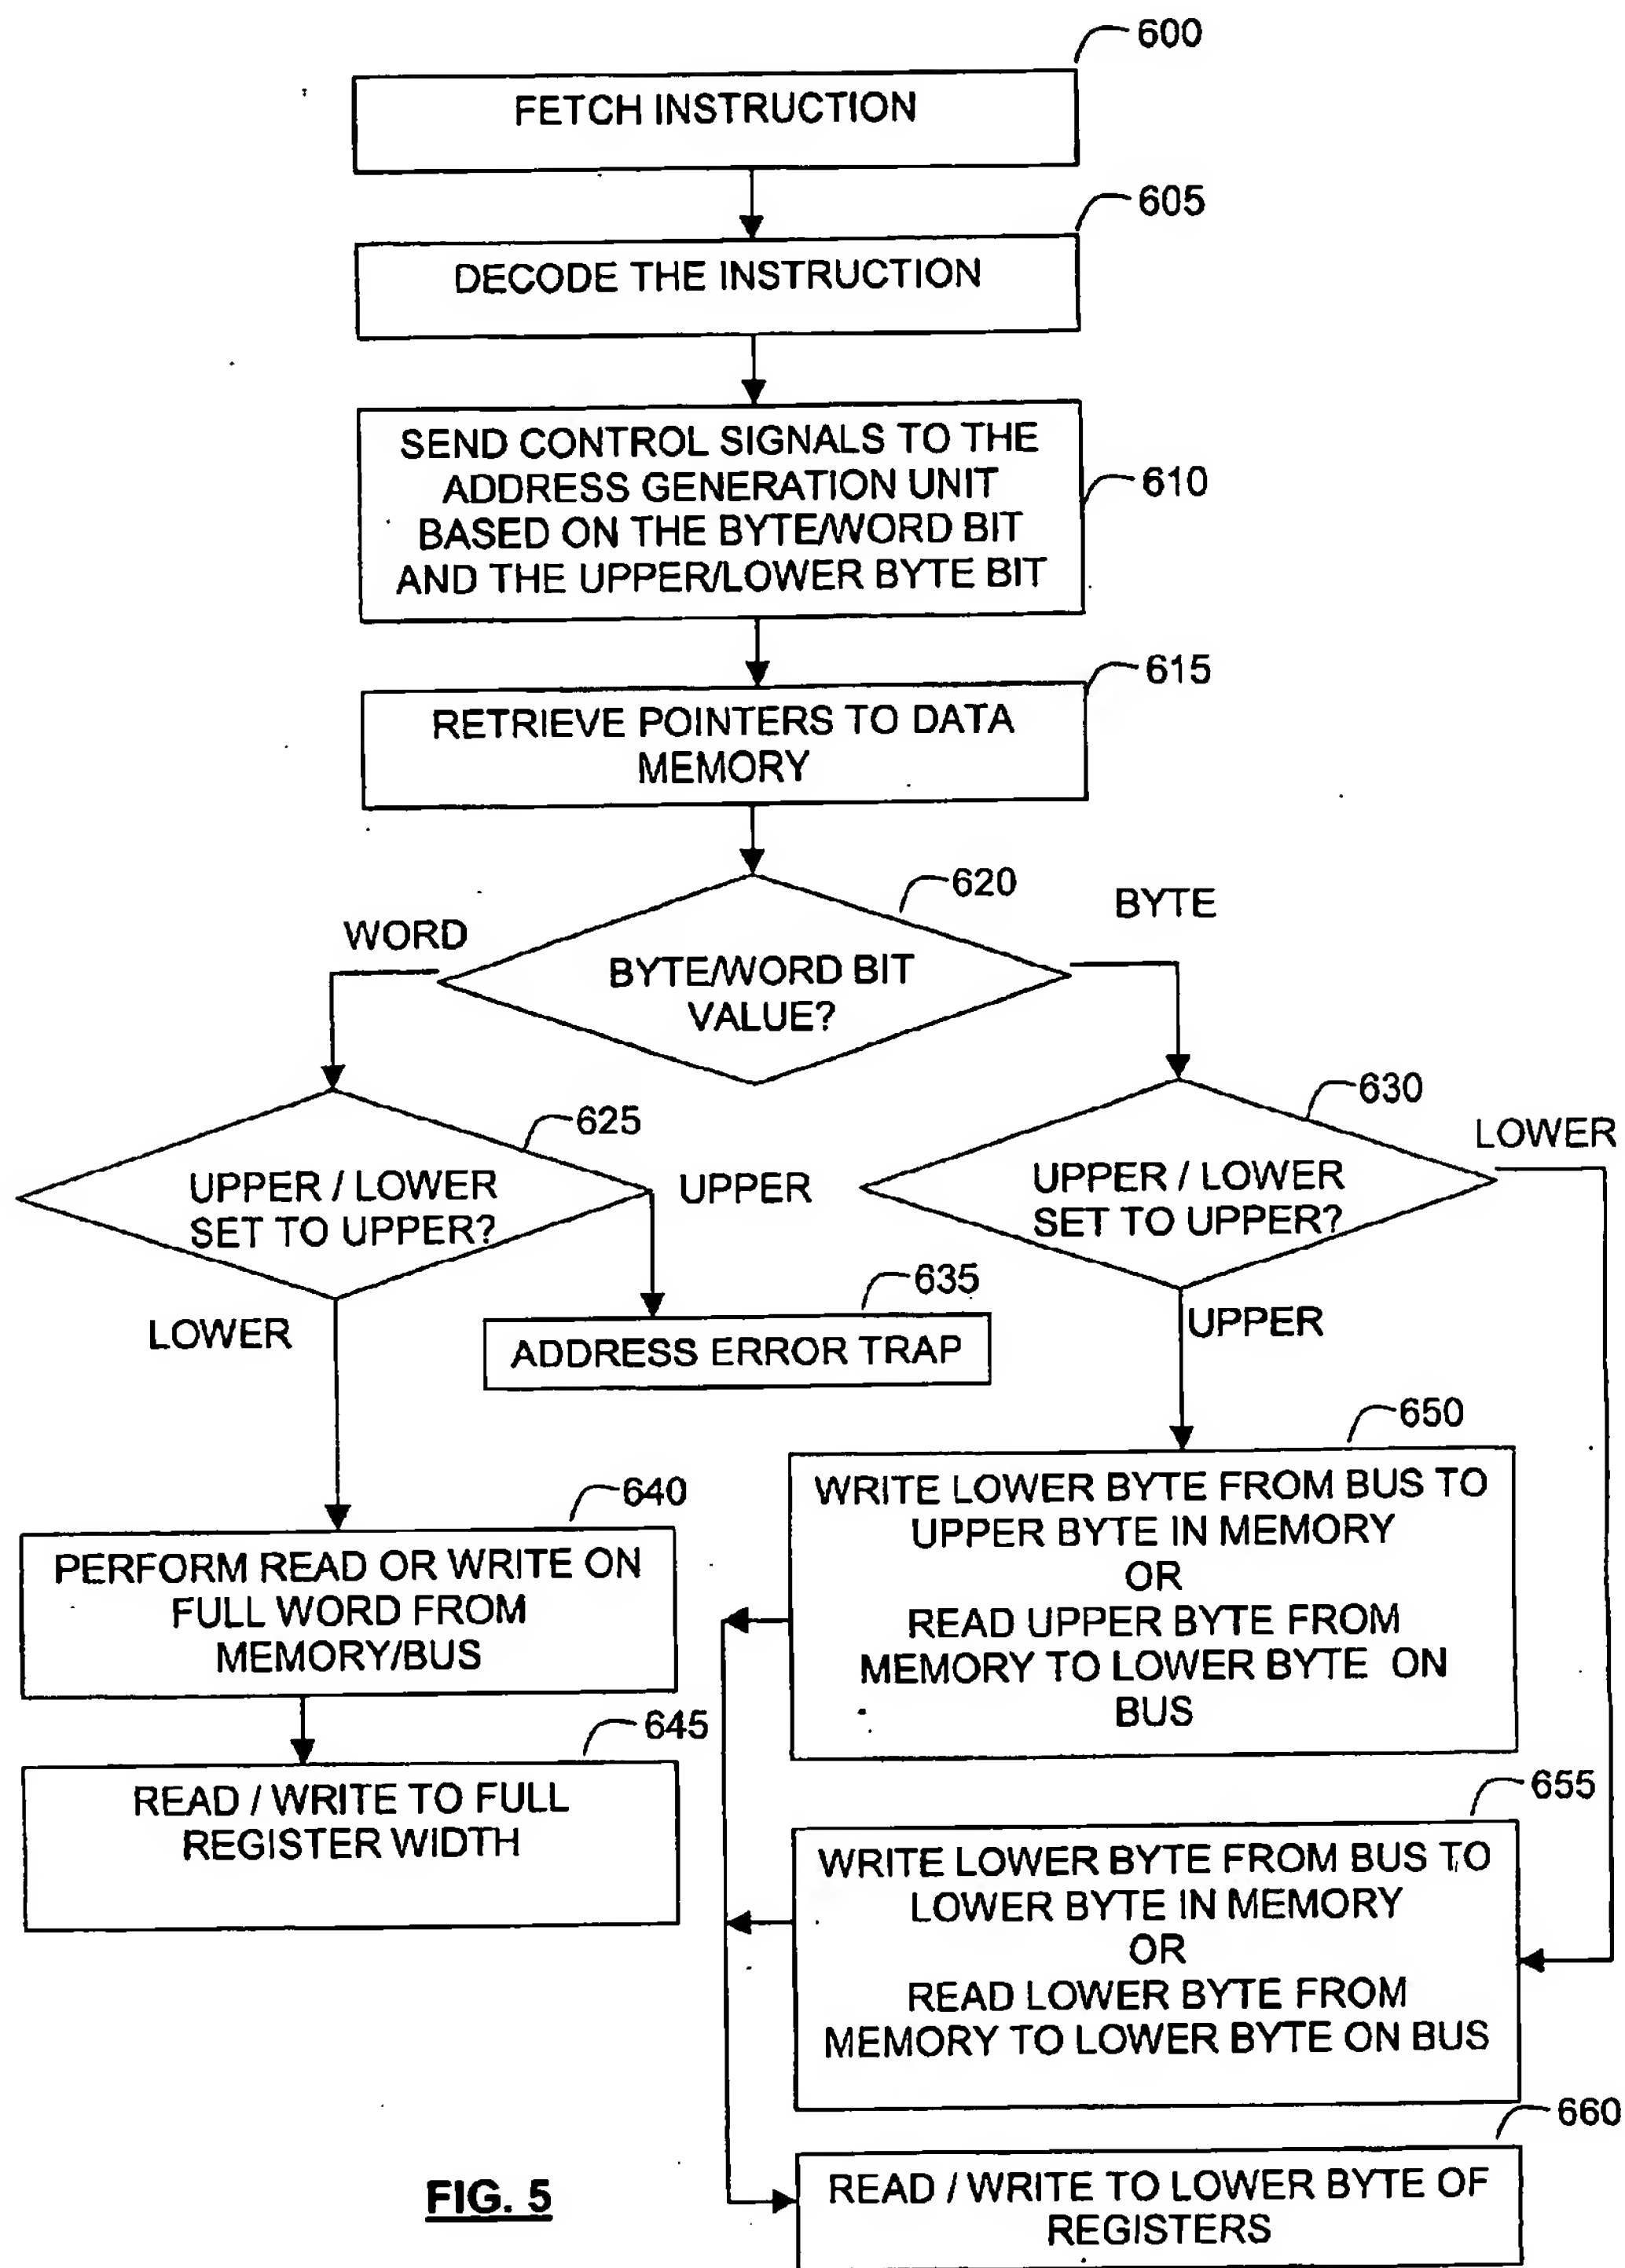 600
FETCH INSTRUCTION
605
DECODE THE INSTRUCTION
SEND CONTROL SIGNALS TO THE
ADDRESS GENERATION UNIT
BASED ON THE BYTE/WORD BIT
AND THE UPPER/LOWER BYTE BIT
610
615
RETRIEVE POINTERS TO DATA
MEMORY
620
BYTE
WORD
BYTE/WORD BIT
VALUE?
625
630
LOWER
UPPER / LOWER
SET TO UPPER?
UPPER
UPPER / LOWER
SET TO UPPER?
635
LOWER
ADDRESS ERROR TRAP
UPPER
650
640
PERFORM READ OR WRITE ON
FULL WORD FROM
MEMORY/BUS
WRITE LOWER BYTE FROM BUS TO
UPPER BYTE IN MEMORY
OR
READ UPPER BYTE FROM
MEMORY TO LOWER BYTE ON
BUS
645
READ / WRITE TO FULL
REGISTER WIDTH
655
WRITE LOWER BYTE FROM BUS TO
LOWER BYTE IN MEMORY
OR
READ LOWER BYTE FROM
MEMORY TO LOWER BYTE ON BUS
660
READ / WRITE TO LOWER BYTE OF
REGISTERS
FIG. 5